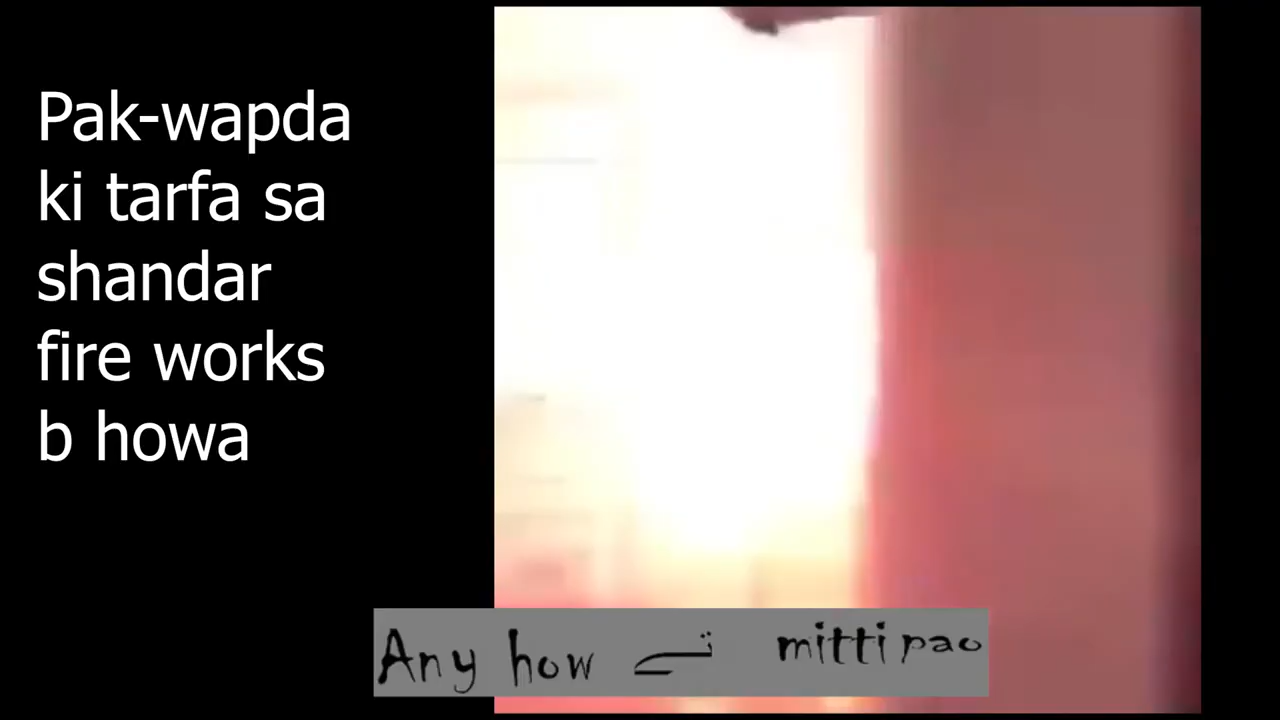 Pak-wapda
ki tarfa sa
shandar
fire works
b howa
Any how تے mitti pao